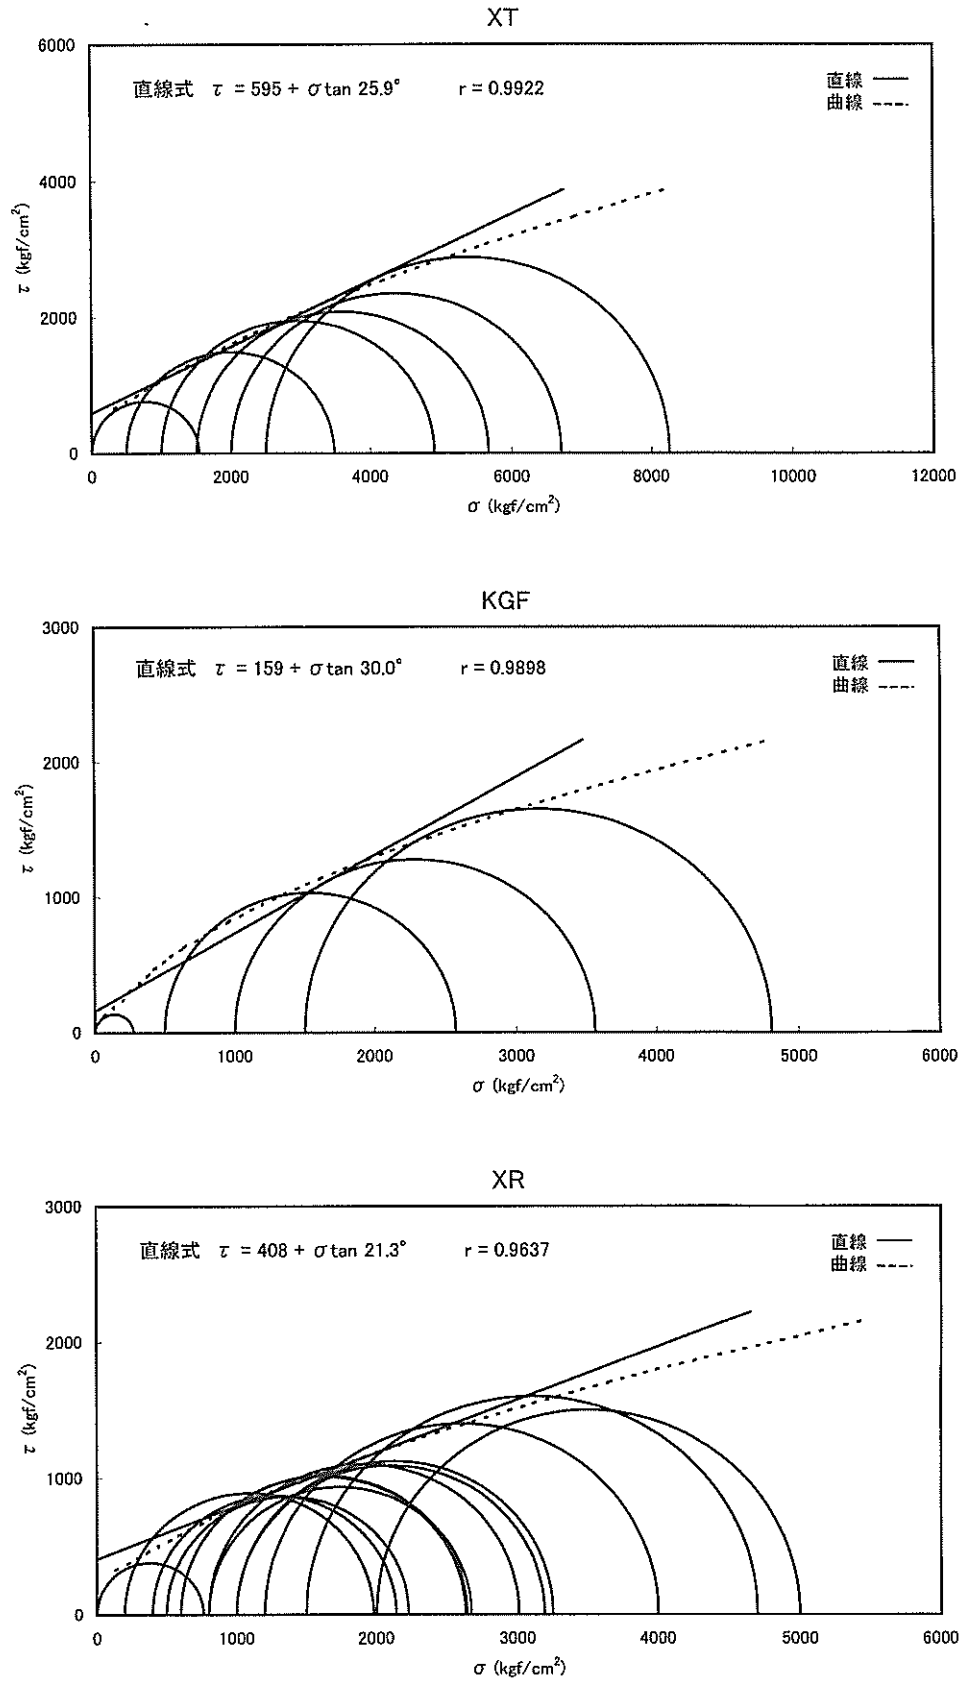 XT
6000
直線式 τ = 595 + σ tan 25.9° r = 0.9922
直線
曲線
4000
τ (kgf/cm²)
2000
0
0 2000 4000 6000 8000 10000 12000
σ (kgf/cm²)
KGF
3000
直線式 τ = 159 + σ tan 30.0° r = 0.9898
直線
曲線
2000
τ (kgf/cm²)
1000
0
0 1000 2000 3000 4000 5000 6000
σ (kgf/cm²)
XR
3000
直線式 τ = 408 + σ tan 21.3° r = 0.9637
直線
曲線
2000
τ (kgf/cm²)
1000
0
0 1000 2000 3000 4000 5000 6000
σ (kgf/cm²)